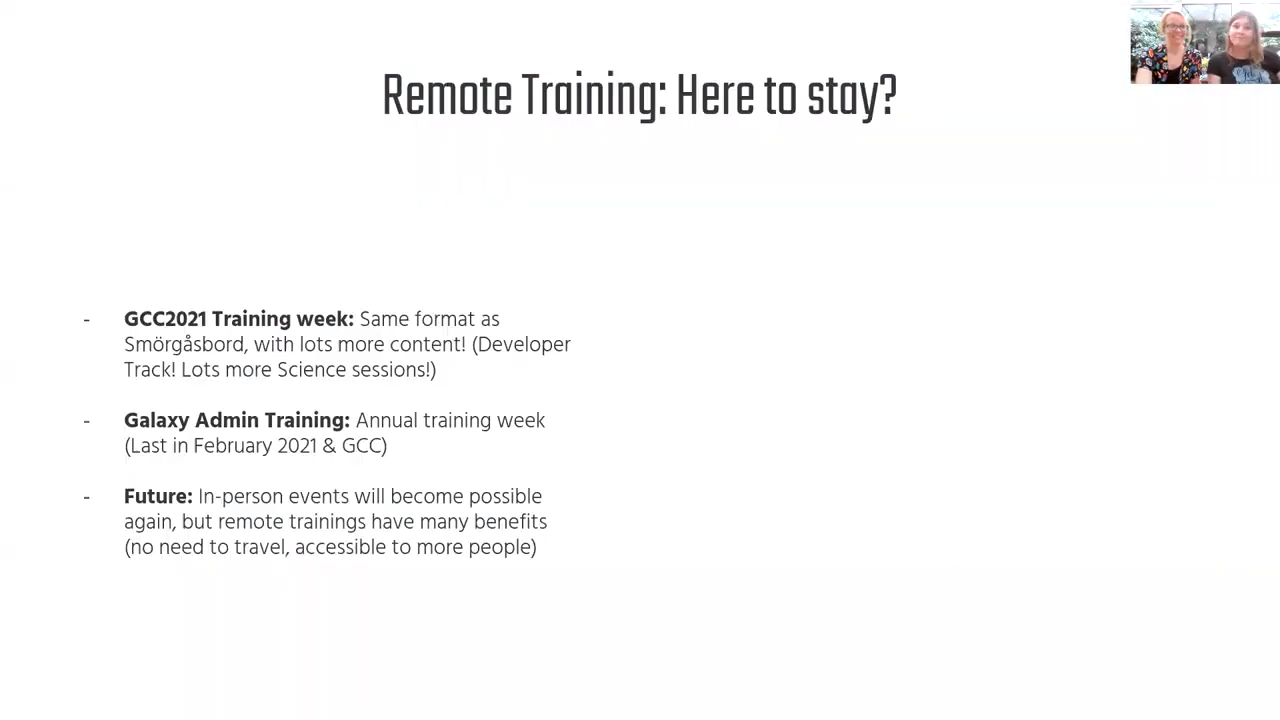 Remote Training: Here to stay?
- GCC2021 Training week: Same format as
Smörgåsbord, with lots more content! (Developer
Track! Lots more Science sessions!)
- Galaxy Admin Training: Annual training week
(Last in February 2021 & GCC)
- Future: In-person events will become possible
again, but remote trainings have many benefits
(no need to travel, accessible to more people)